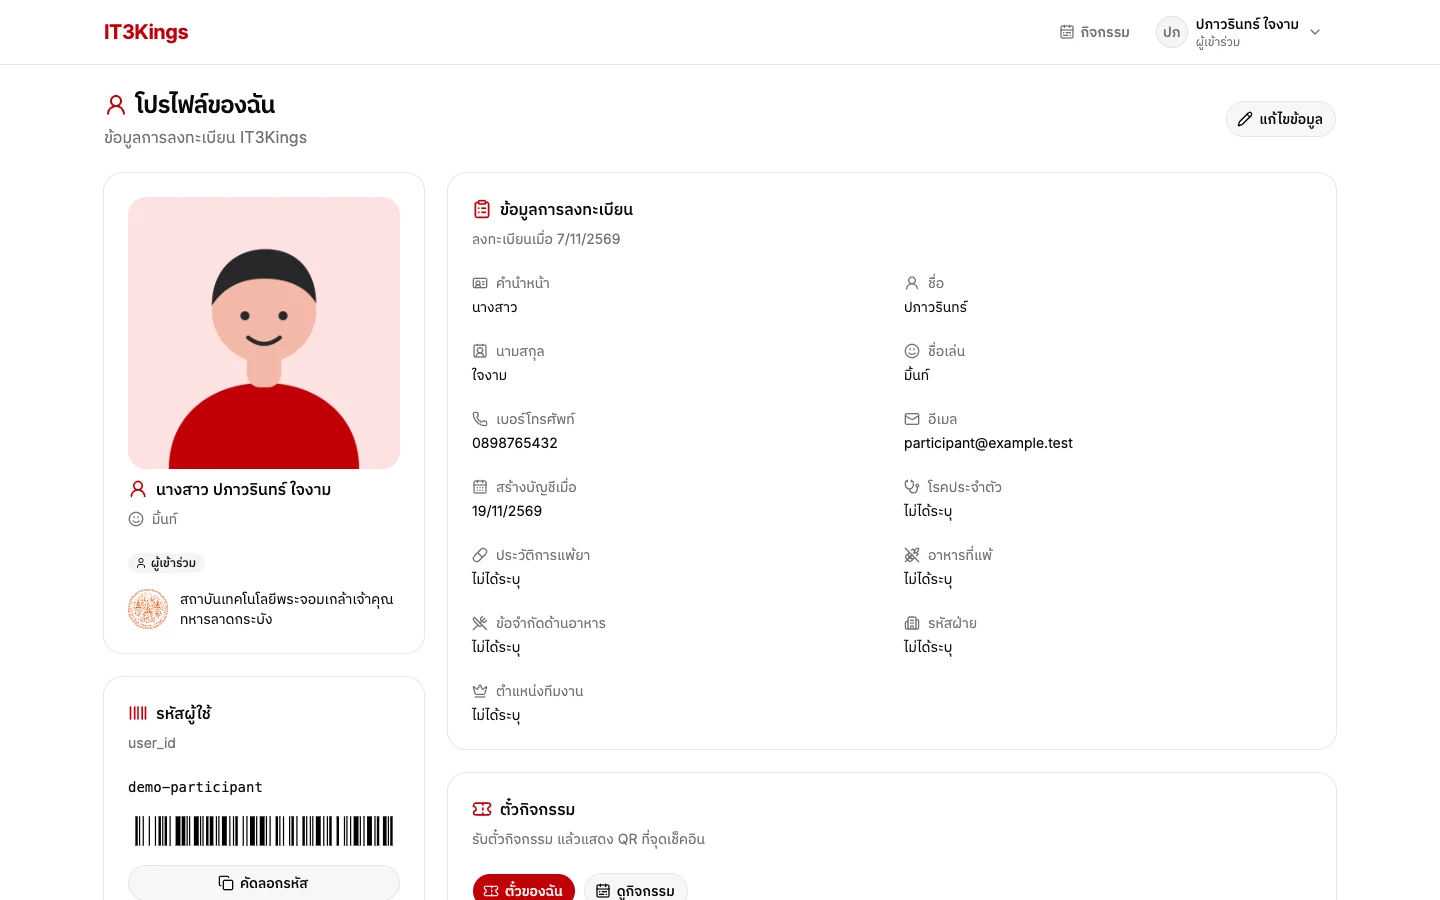 IT3Kings
กิจกรรม
ปภ
ปภาวรินทร์ ใจงาม
ผู้เข้าร่วม
โปรไฟล์ของฉัน
ข้อมูลการลงทะเบียน IT3Kings
แก้ไขข้อมูล
นางสาว ปภาวรินทร์ ใจงาม
มิ้นท์
ผู้เข้าร่วม
สถาบันเทคโนโลยีพระจอมเกล้าเจ้าคุณ
ทหารลาดกระบัง
รหัสผู้ใช้
user_id
demo-participant
คัดลอกรหัส
ข้อมูลการลงทะเบียน
ลงทะเบียนเมื่อ 7/11/2569
คำนำหน้า
นางสาว
ชื่อ
ปภาวรินทร์
นามสกุล
ใจงาม
ชื่อเล่น
มิ้นท์
เบอร์โทรศัพท์
0898765432
อีเมล
participant@example.test
สร้างบัญชีเมื่อ
19/11/2569
โรคประจำตัว
ไม่ได้ระบุ
ประวัติการแพ้ยา
ไม่ได้ระบุ
อาหารที่แพ้
ไม่ได้ระบุ
ข้อจำกัดด้านอาหาร
ไม่ได้ระบุ
รหัสฝ่าย
ไม่ได้ระบุ
ตำแหน่งทีมงาน
ไม่ได้ระบุ
ตั๋วกิจกรรม
รับตั๋วกิจกรรม แล้วแสดง QR ที่จุดเช็คอิน
ตั๋วของฉัน
ดูกิจกรรม